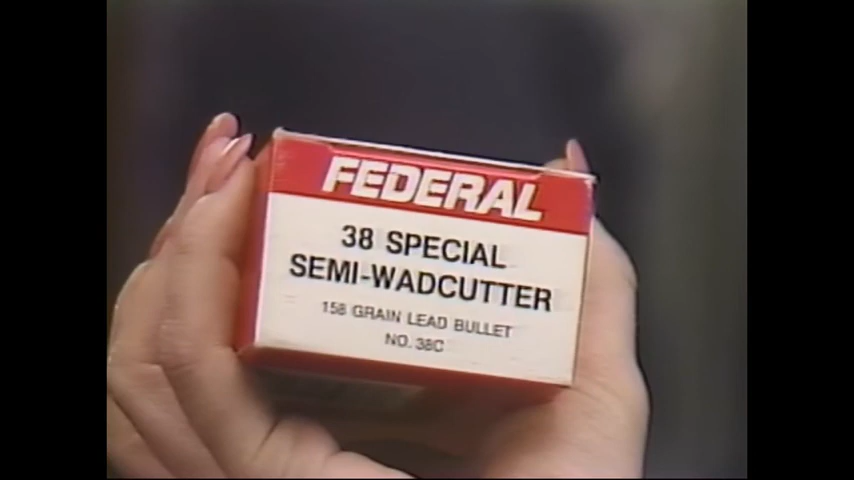 FEDERAL
38 SPECIAL
SEMI-WADCUTTER
158 GRAIN LEAD BULLET
NO. 38C